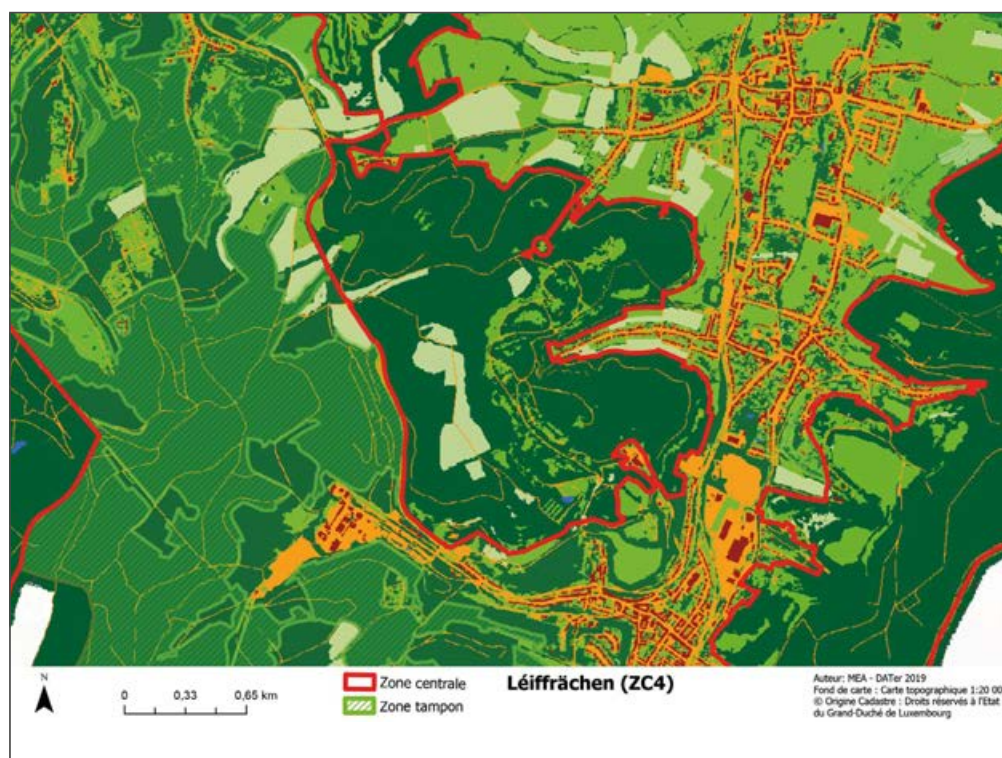 N
0 0,33 0,65 km
Zone centrale
Zone tampon
Léiffrächen (ZC4)
Auteur: MEA - DATer 2019
Fond de carte : Carte topographique 1:20 00
© Origine Cadastre : Droits réservés à l'Etat
du Grand-Duché de Luxembourg